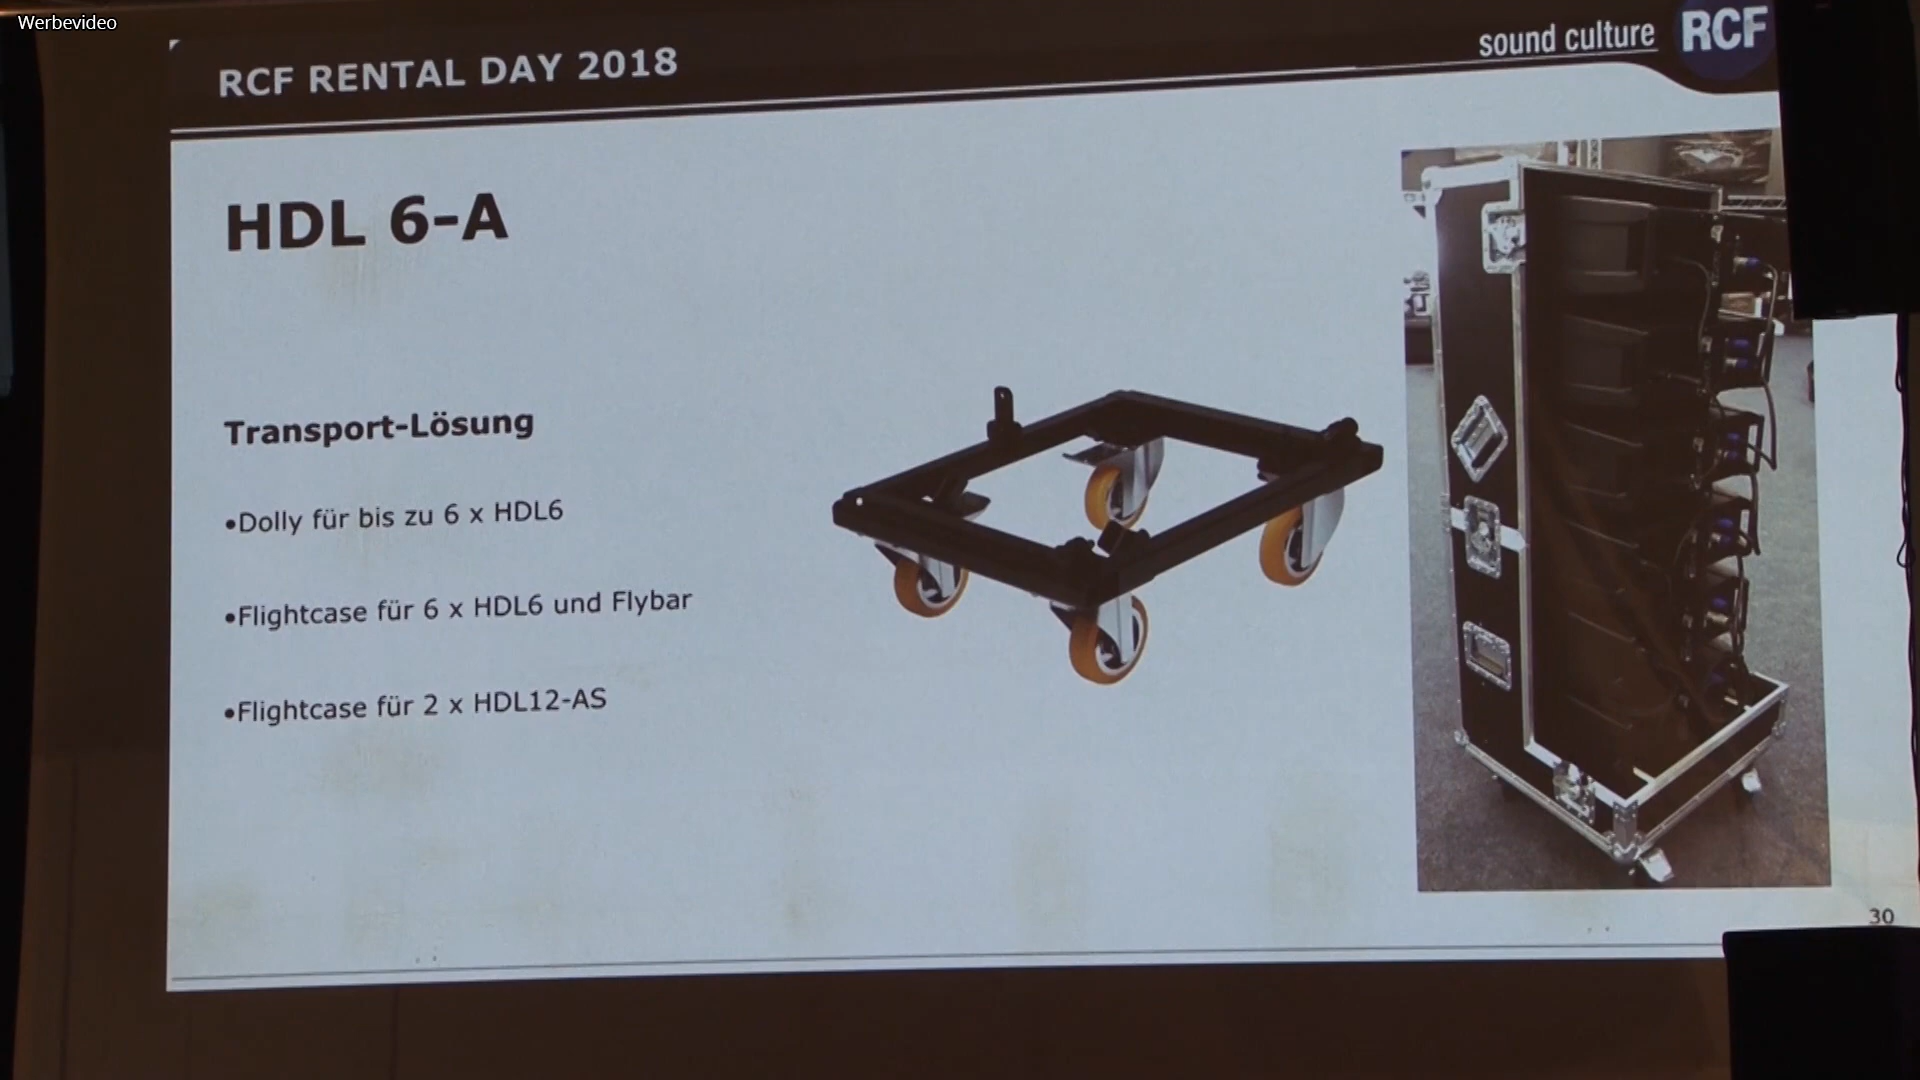 Werbevideo
RCF RENTAL DAY 2018
sound culture
RCF
HDL 6-A
Transport-Lösung
•Dolly für bis zu 6 x HDL6
•Flightcase für 6 x HDL6 und Flybar
•Flightcase für 2 x HDL12-AS
30